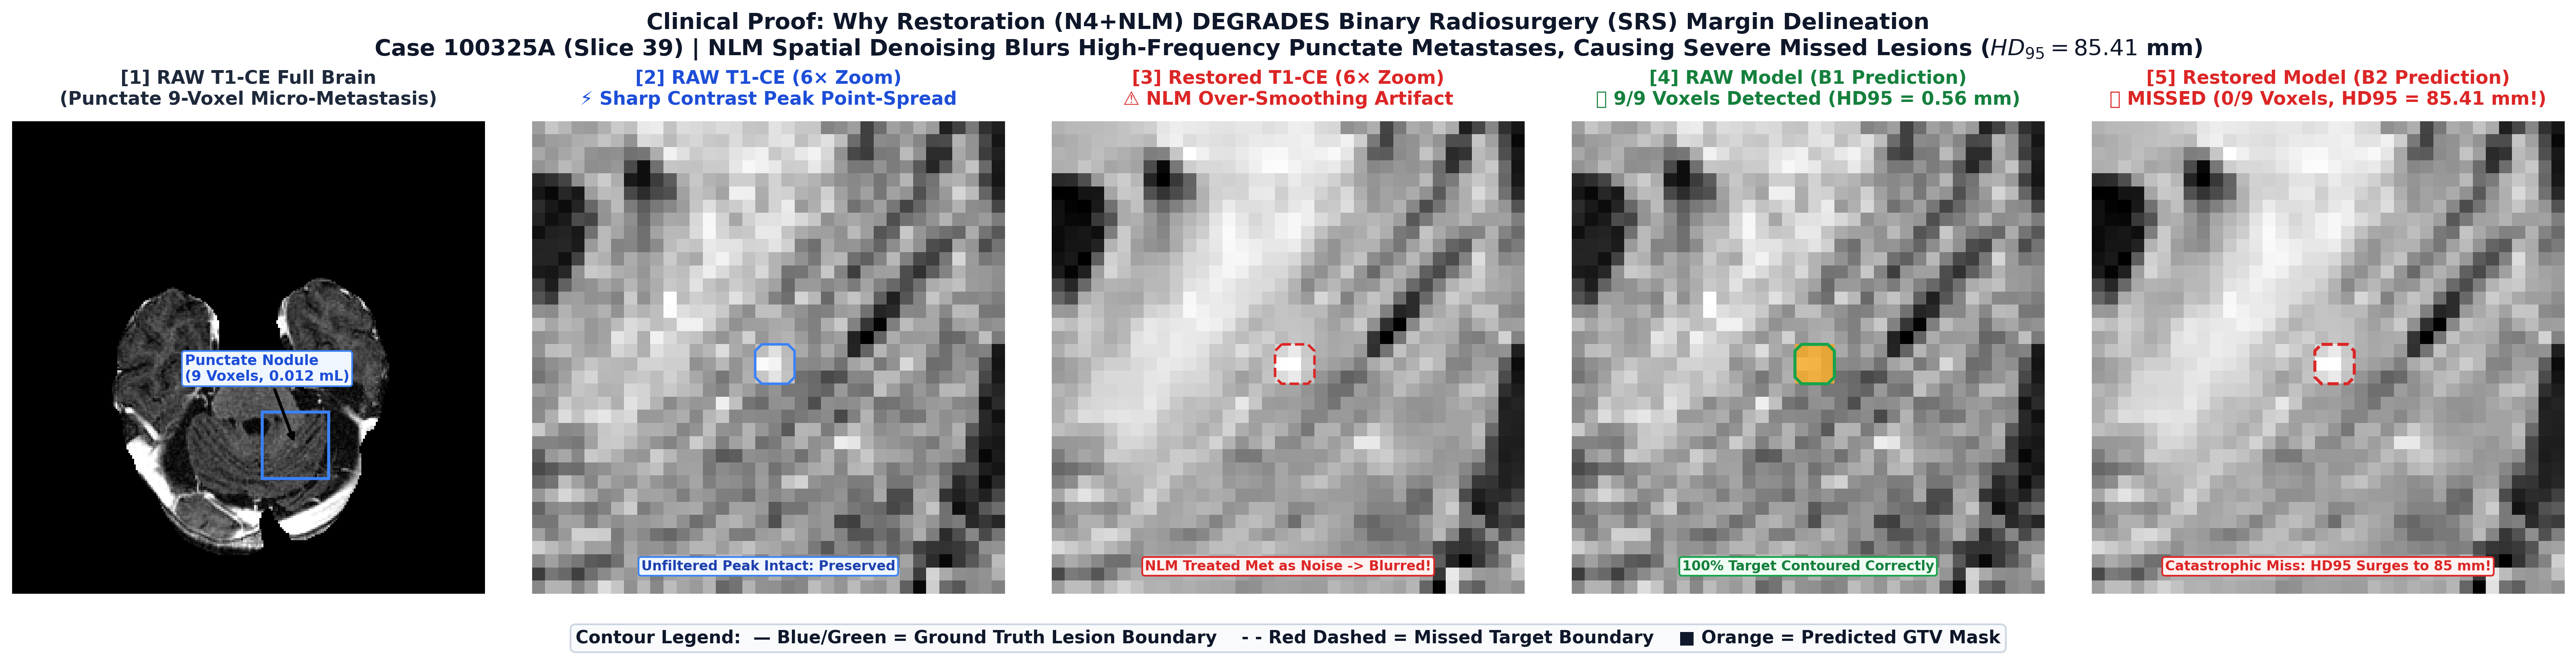 Clinical Proof: Why Restoration (N4+NLM) DEGRADES Binary Radiosurgery (SRS) Margin Delineation
Case 100325A (Slice 39) | NLM Spatial Denoising Blurs High-Frequency Punctate Metastases, Causing Severe Missed Lesions (HD95 = 85.41 mm)
[1] RAW T1-CE Full Brain
(Punctate 9-Voxel Micro-Metastasis)
[2] RAW T1-CE (6× Zoom)
⚡ Sharp Contrast Peak Point-Spread
[3] Restored T1-CE (6× Zoom)
⚠ NLM Over-Smoothing Artifact
[4] RAW Model (B1 Prediction)
9/9 Voxels Detected (HD95 = 0.56 mm)
[5] Restored Model (B2 Prediction)
MISSED (0/9 Voxels, HD95 = 85.41 mm!)
Punctate Nodule
(9 Voxels, 0.012 mL)
Unfiltered Peak Intact: Preserved
NLM Treated Met as Noise -> Blurred!
100% Target Contoured Correctly
Catastrophic Miss: HD95 Surges to 85 mm!
Contour Legend: — Blue/Green = Ground Truth Lesion Boundary - - Red Dashed = Missed Target Boundary ■ Orange = Predicted GTV Mask